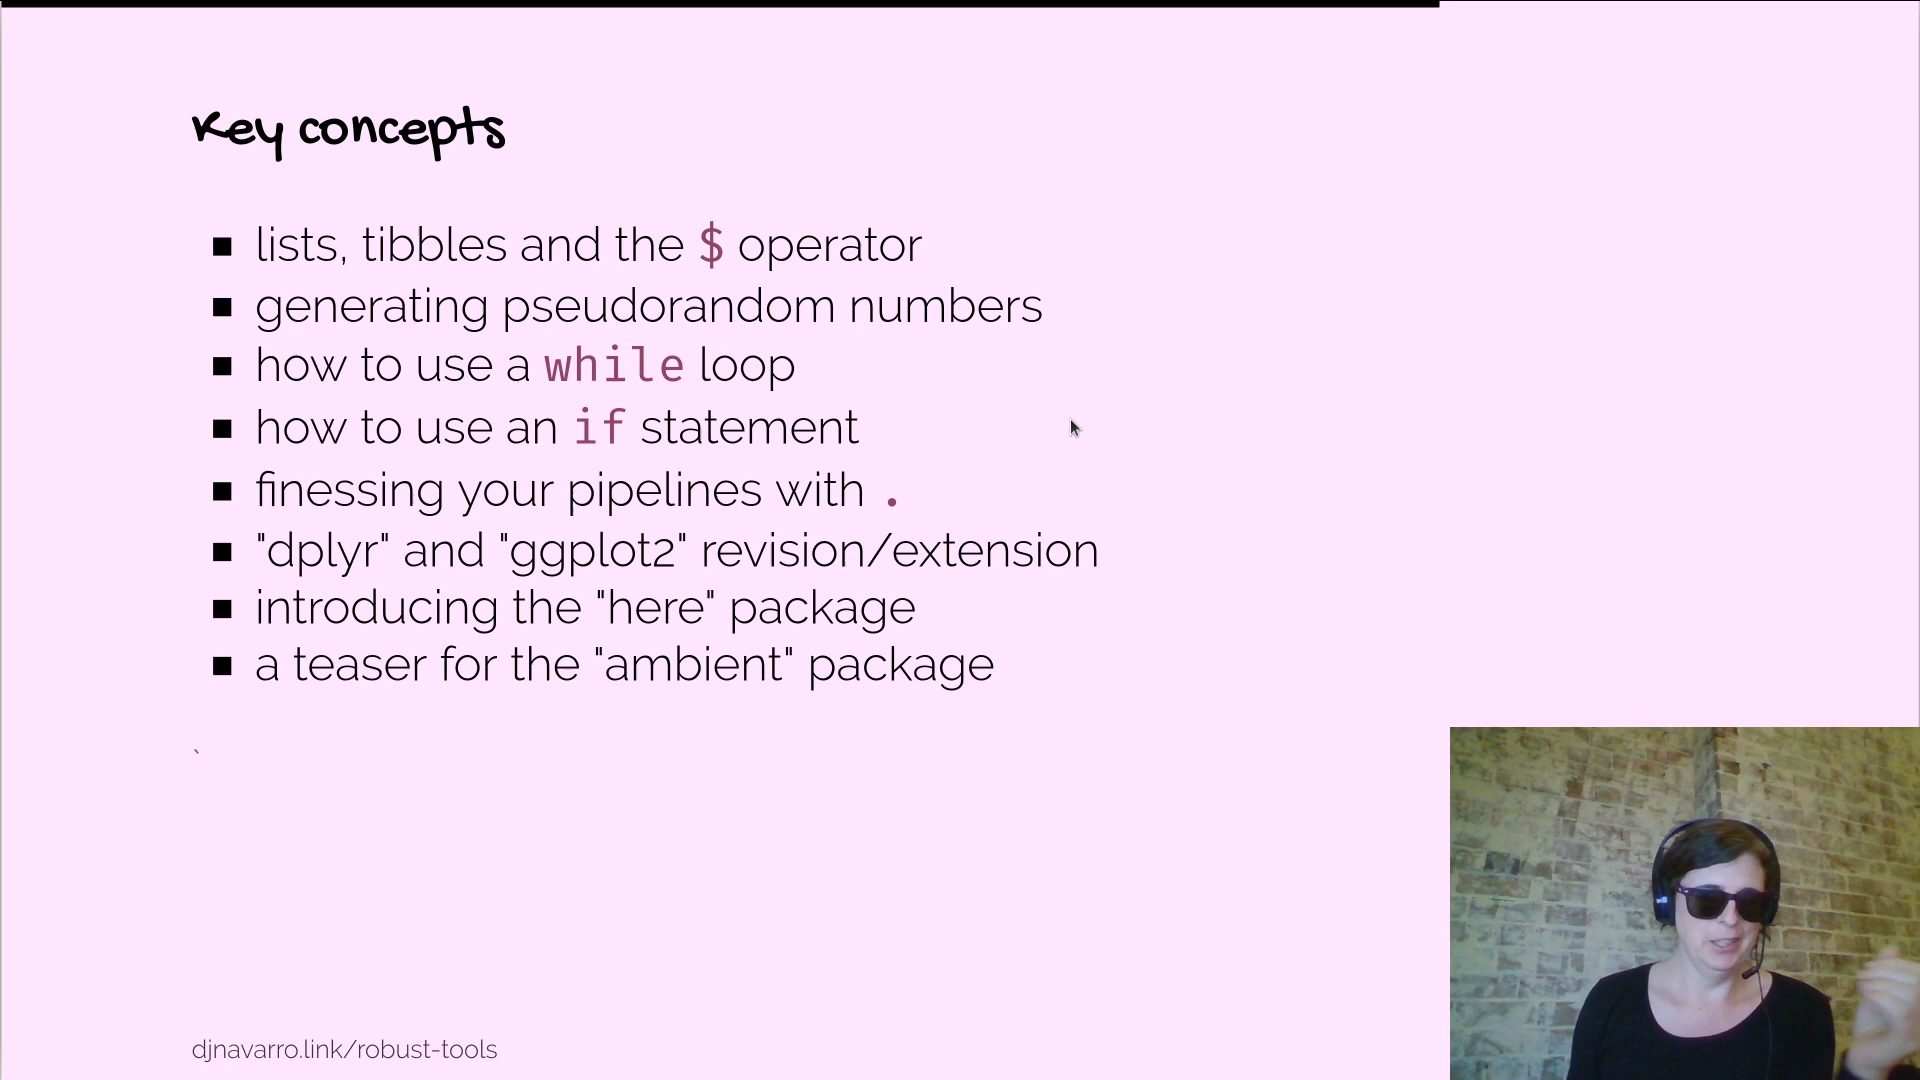 Key concepts
lists, tibbles and the $ operator
generating pseudorandom numbers
how to use a while loop
how to use an if statement
finessing your pipelines with .
"dplyr" and "ggplot2" revision/extension
introducing the "here" package
a teaser for the "ambient" package
`
djnavarro.link/robust-tools